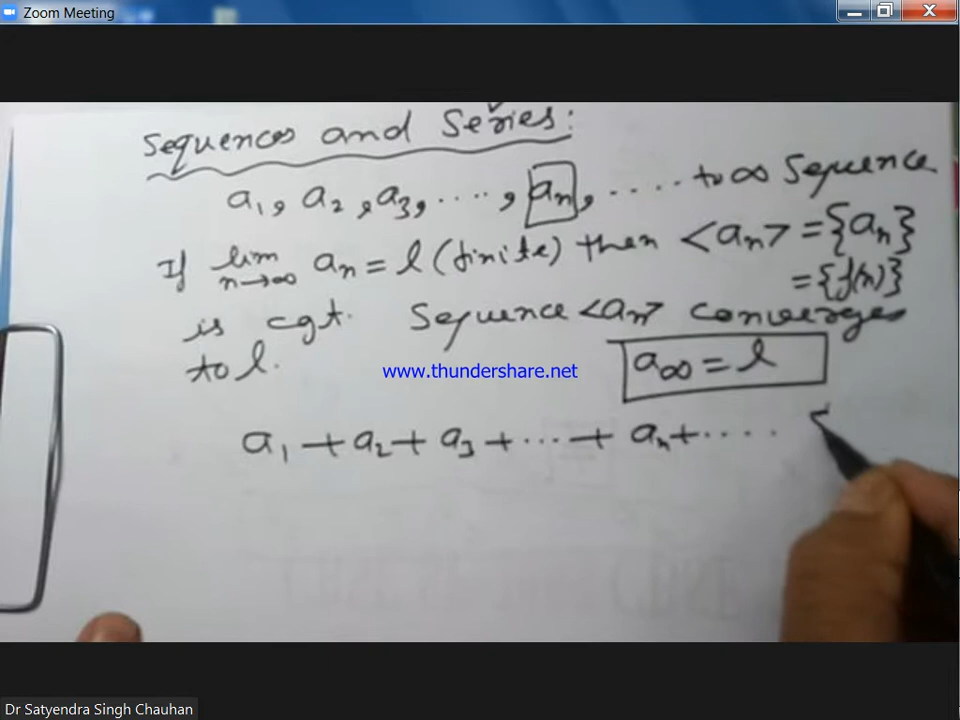 Zoom Meeting
Sequences and Series:
a₁, a₂, a₃, ....., aₙ, ..... to ∞ Sequence
If lim n→∞ aₙ = l (finite) then <aₙ> = {aₙ}
= {f(n)}
is cgt. Sequence <aₙ> converges
to l.
www.thundershare.net
a∞ = l
a₁ + a₂ + a₃ + ... + aₙ + ....
Dr Satyendra Singh Chauhan